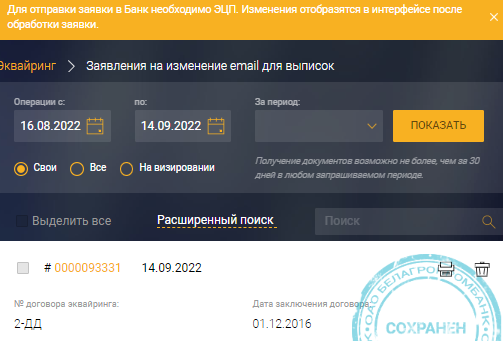 Для отправки заявки в Банк необходимо ЭЦП. Изменения отобразятся в интерфейсе после
обработки заявки.
Эквайринг > Заявления на изменение email для выписок
Операции с: по: За период:
16.08.2022 14.09.2022 ПОКАЗАТЬ
Свои Все На визировании
Получение документов возможно не более, чем за 30
дней в любом запрашиваемом периоде.
Выделить все Расширенный поиск Поиск
# 0000093331 14.09.2022
№ договора эквайринга: Дата заключения договора:
2-ДД 01.12.2016
ОАО БЕЛАГРОПРОМБАНК
СОХРАНЕН